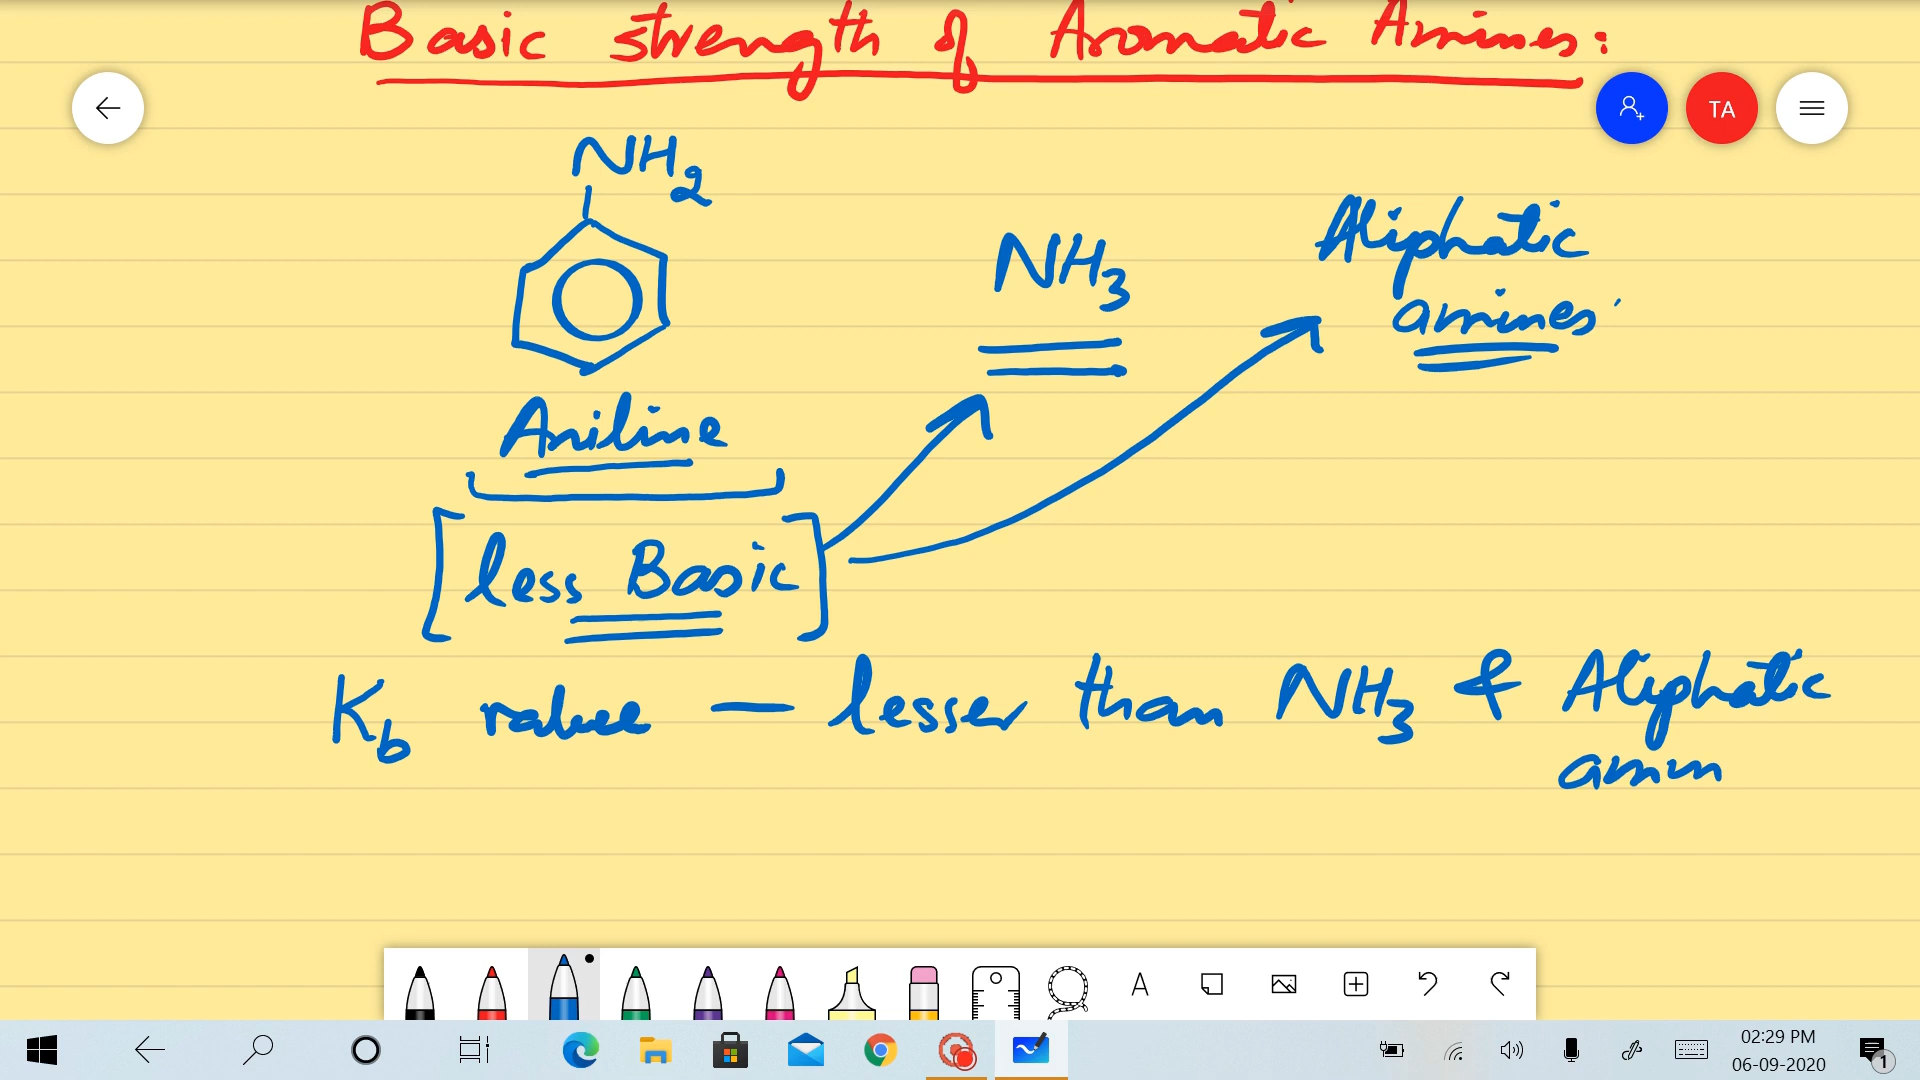 Basic strength of Aromatic Amines:
TA
NH2
NH3
Aliphatic
amines
Aniline
[less Basic]
Kb value — lesser than NH3 & Aliphatic
amin
A
02:29 PM
06-09-2020
1